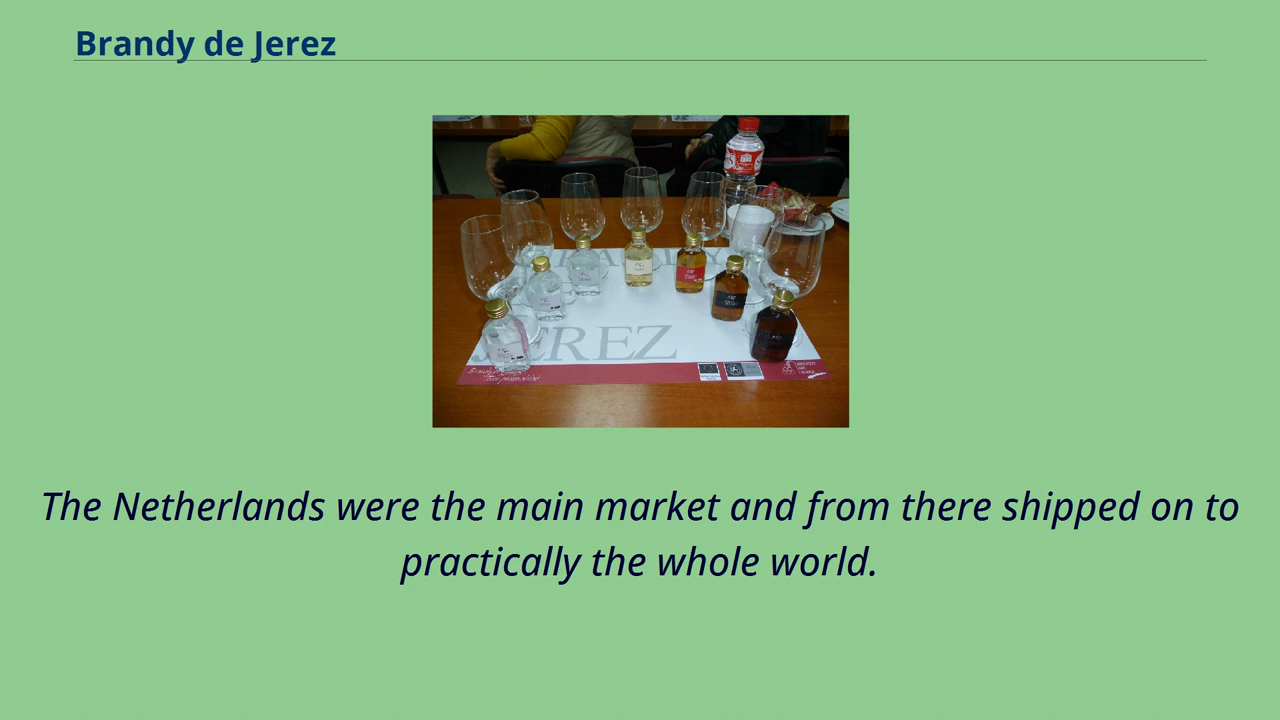 Brandy de Jerez
JEREZ
The Netherlands were the main market and from there shipped on to
practically the whole world.